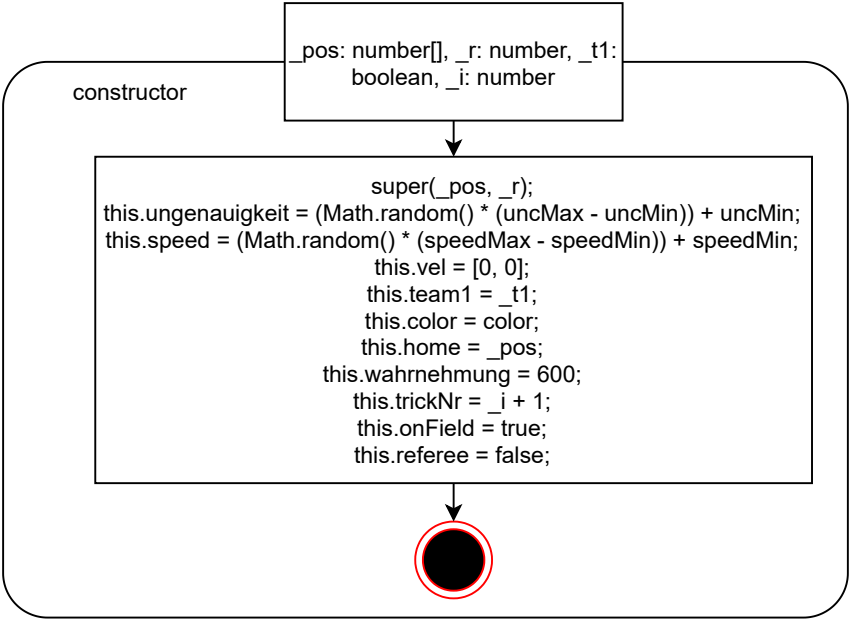 _pos: number[], _r: number, _t1:
boolean, _i: number
constructor
super(_pos, _r);
this.ungenauigkeit = (Math.random() * (uncMax - uncMin)) + uncMin;
this.speed = (Math.random() * (speedMax - speedMin)) + speedMin;
this.vel = [0, 0];
this.team1 = _t1;
this.color = color;
this.home = _pos;
this.wahrnehmung = 600;
this.trickNr = _i + 1;
this.onField = true;
this.referee = false;